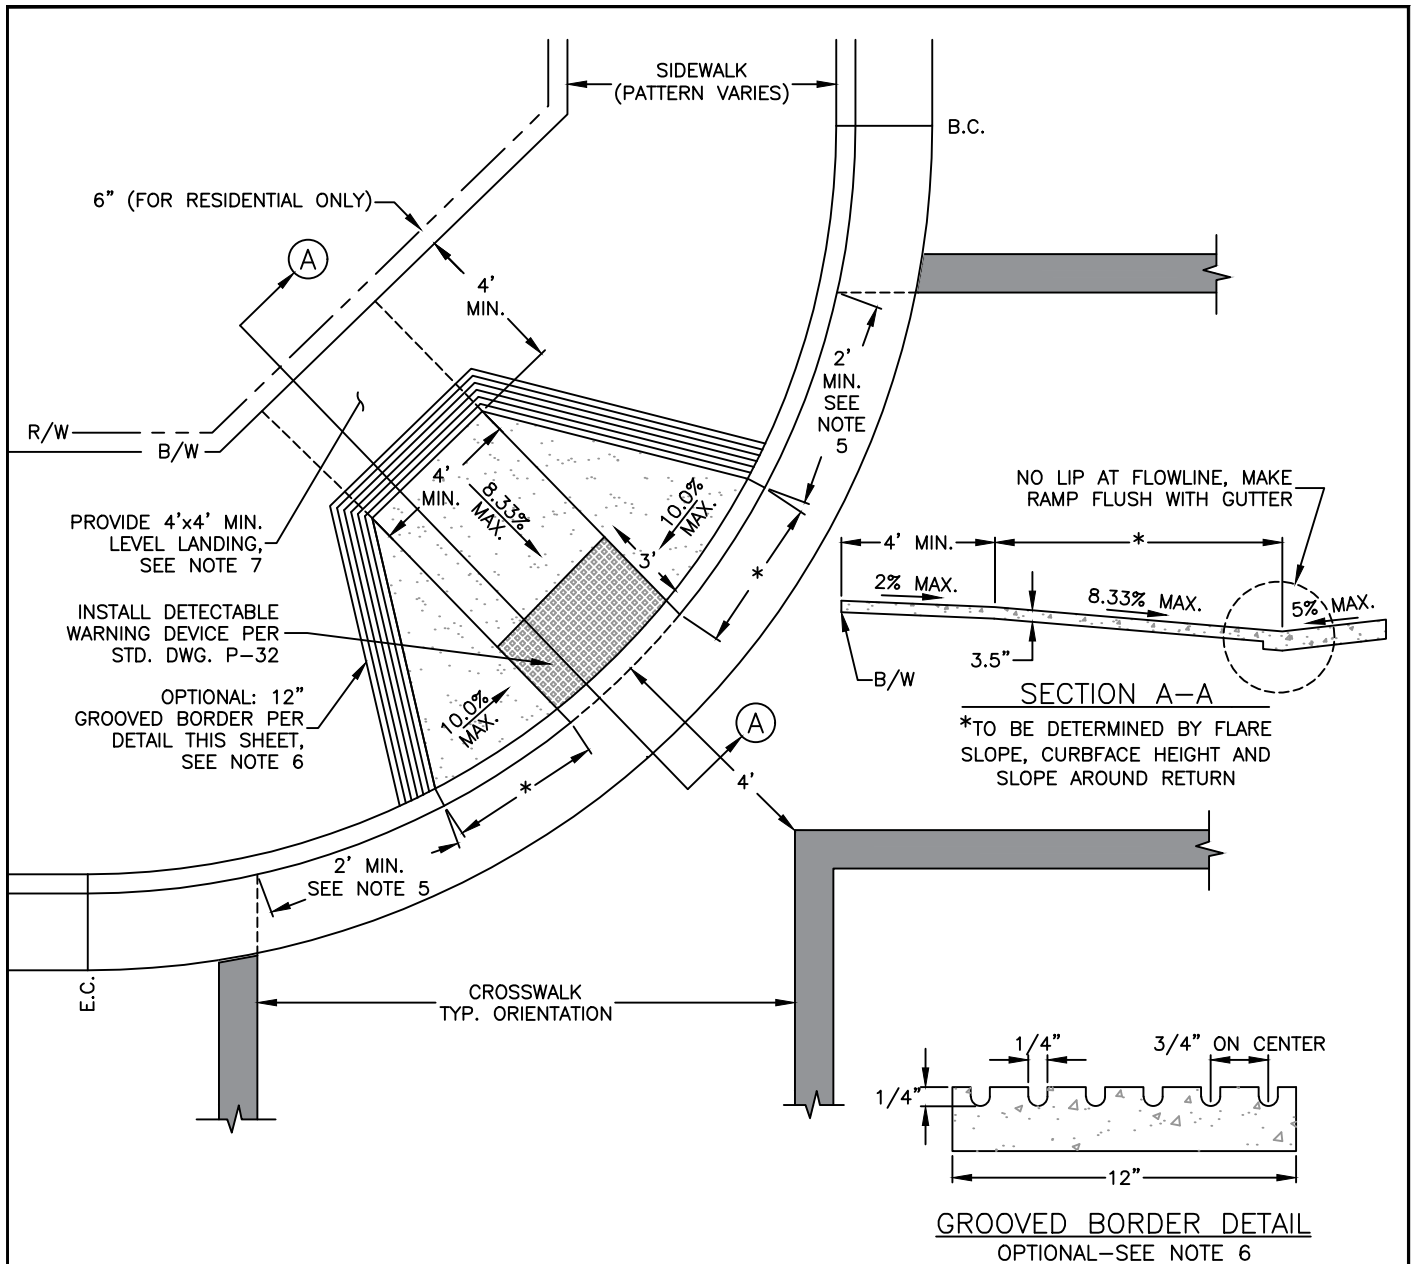 SIDEWALK
(PATTERN VARIES)
B.C.
6" (FOR RESIDENTIAL ONLY)
A
4'
MIN.
R/W
B/W
2'
MIN.
SEE
NOTE
5
4'
MIN.
8.33%
MAX.
10.0%
MAX.
3'
*
NO LIP AT FLOWLINE, MAKE
RAMP FLUSH WITH GUTTER
PROVIDE 4'x4' MIN.
LEVEL LANDING,
SEE NOTE 7
4' MIN.
*
2% MAX.
8.33% MAX.
5% MAX.
3.5"
B/W
INSTALL DETECTABLE
WARNING DEVICE PER
STD. DWG. P-32
OPTIONAL: 12"
GROOVED BORDER PER
DETAIL THIS SHEET,
SEE NOTE 6
10.0%
MAX.
SECTION A-A
*TO BE DETERMINED BY FLARE
SLOPE, CURBFACE HEIGHT AND
SLOPE AROUND RETURN
A
4'
*
2' MIN.
SEE NOTE 5
E.C.
CROSSWALK
TYP. ORIENTATION
1/4"
3/4" ON CENTER
1/4"
12"
GROOVED BORDER DETAIL
OPTIONAL-SEE NOTE 6